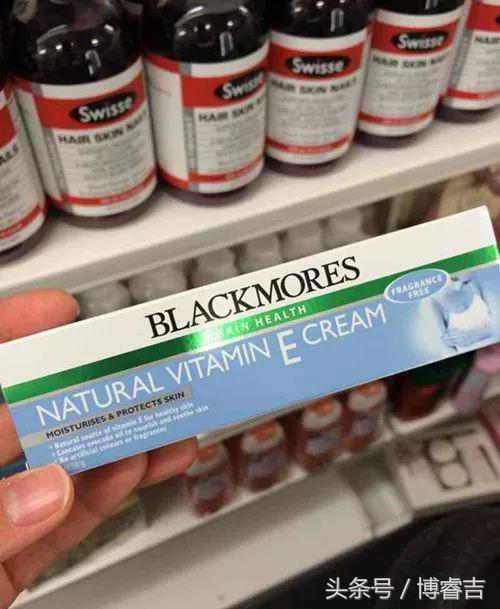 Swisse
HAIR SKIN NAILS
Swisse
HAIR SKIN NAILS
Swisse
HAIR SKIN NAILS
Swisse
HAIR SKIN NAILS
BLACKMORES
SKIN HEALTH
FRAGRANCE
FREE
NATURAL VITAMIN E CREAM
MOISTURISES & PROTECTS SKIN
• Natural source of vitamin E for healthy skin
• Contains avocado oil to nourish and soothe skin
• No artificial colours or fragrances
50g
头条号 / 博睿吉